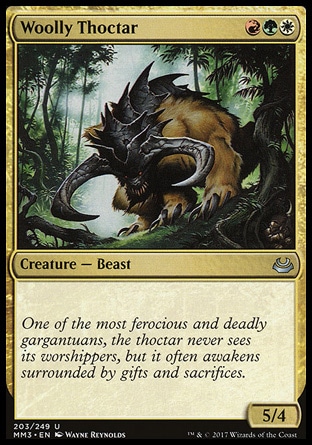 Woolly Thoctar
Creature — Beast
One of the most ferocious and deadly
gargantuans, the thoctar never sees
its worshippers, but it often awakens
surrounded by gifts and sacrifices.
5/4
203/249 U
MM3 • EN Wayne Reynolds
™ & © 2017 Wizards of the Coast